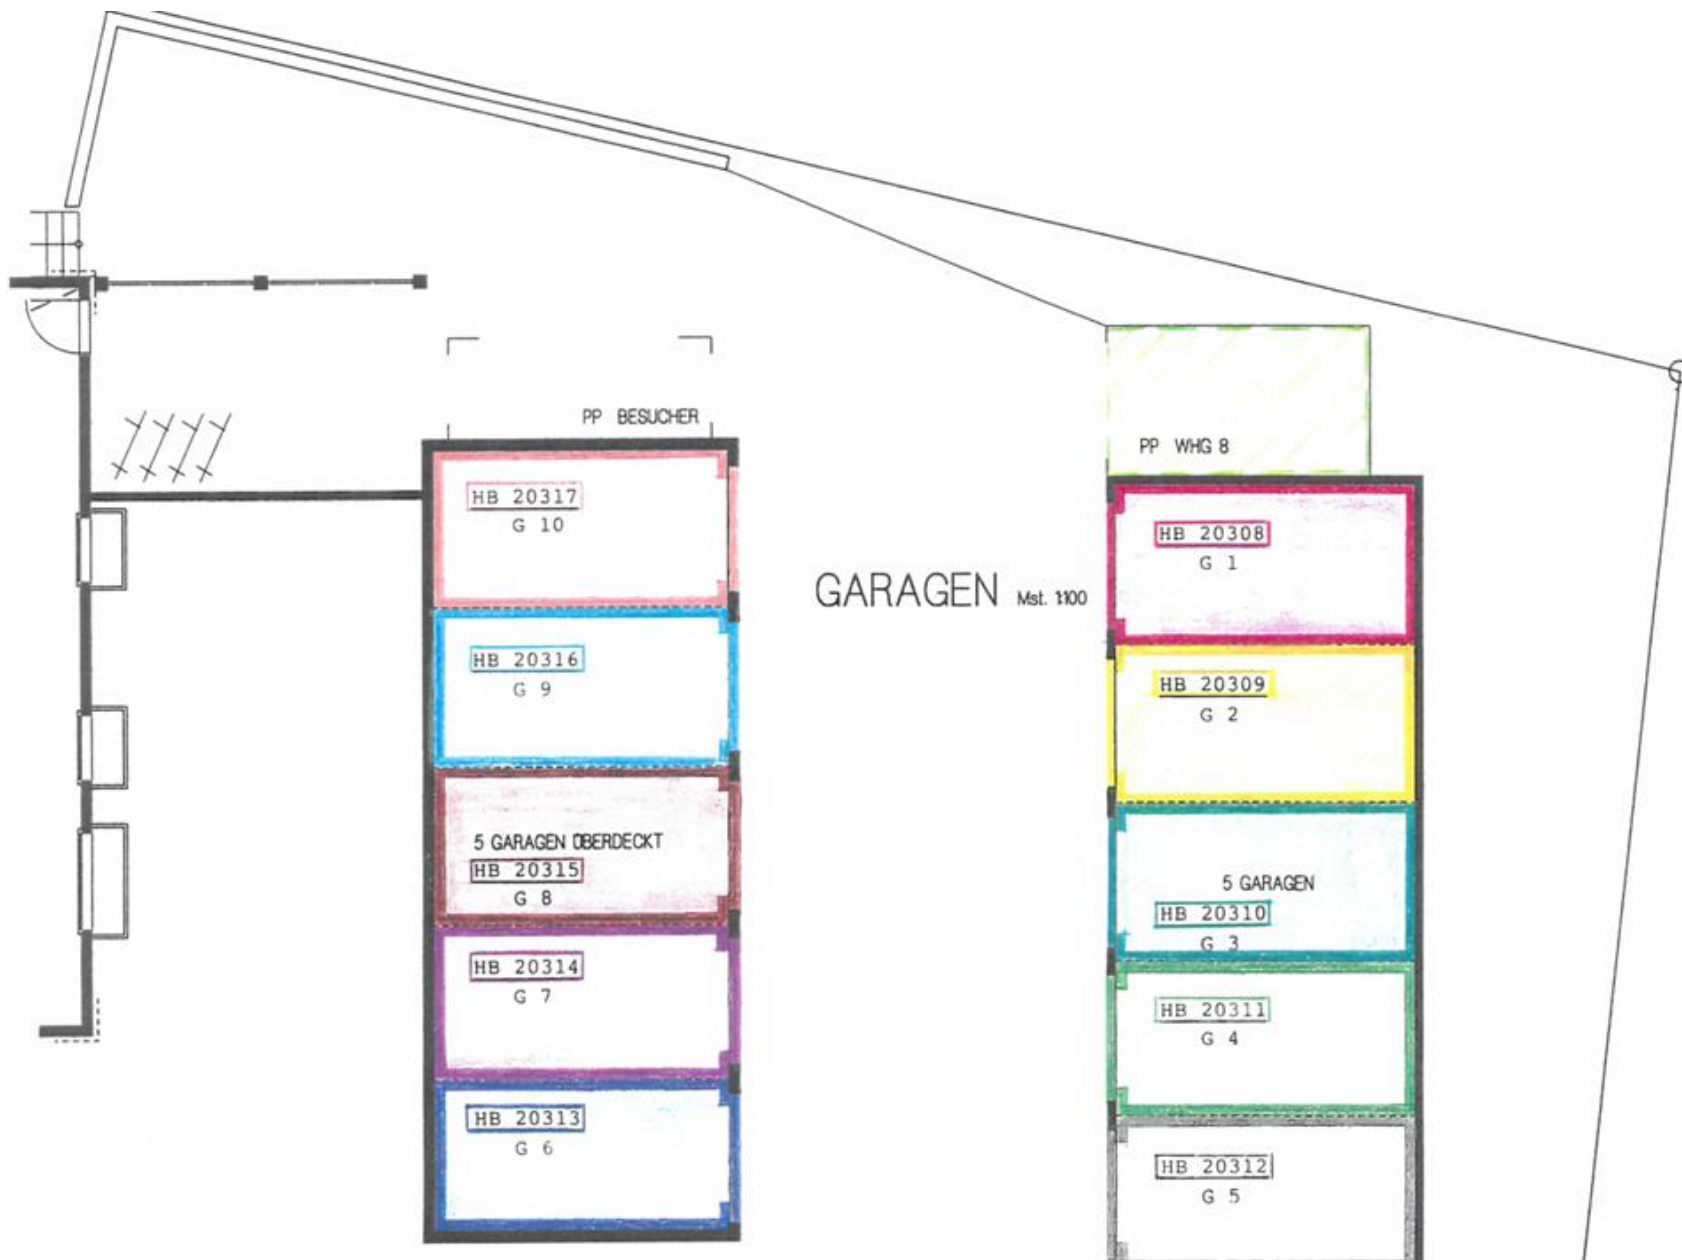 PP BESUCHER
HB 20317
G 10
HB 20316
G 9
5 GARAGEN ÜBERDECKT
HB 20315
G 8
HB 20314
G 7
HB 20313
G 6
GARAGEN Mst. 1:100
PP WHG 8
HB 20308
G 1
HB 20309
G 2
5 GARAGEN
HB 20310
G 3
HB 20311
G 4
HB 20312
G 5